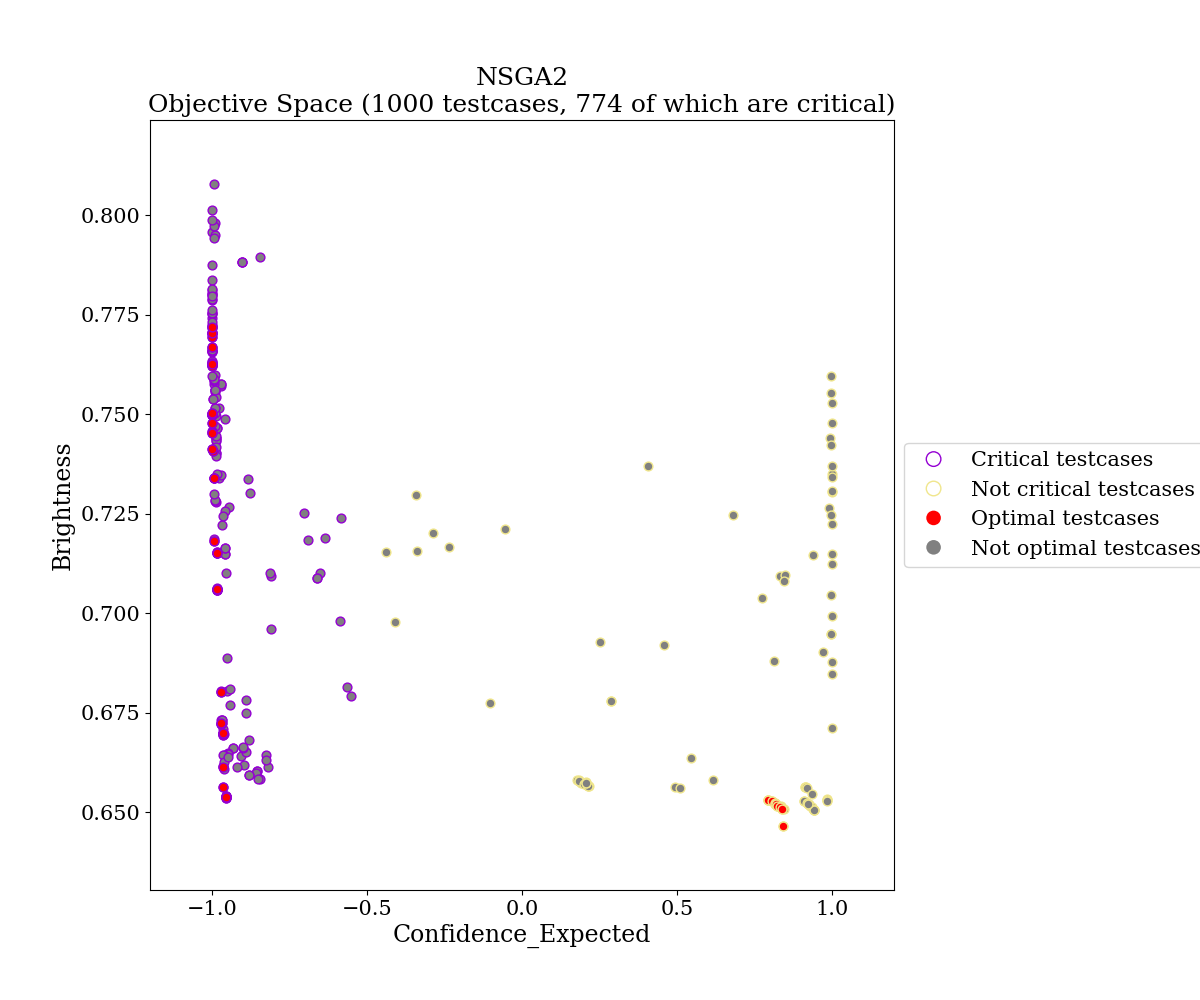 NSGA2
Objective Space (1000 testcases, 774 of which are critical)
0.800
0.775
0.750
0.725
0.700
0.675
0.650
Brightness
−1.0 −0.5 0.0 0.5 1.0
Confidence_Expected
Critical testcases
Not critical testcases
Optimal testcases
Not optimal testcases